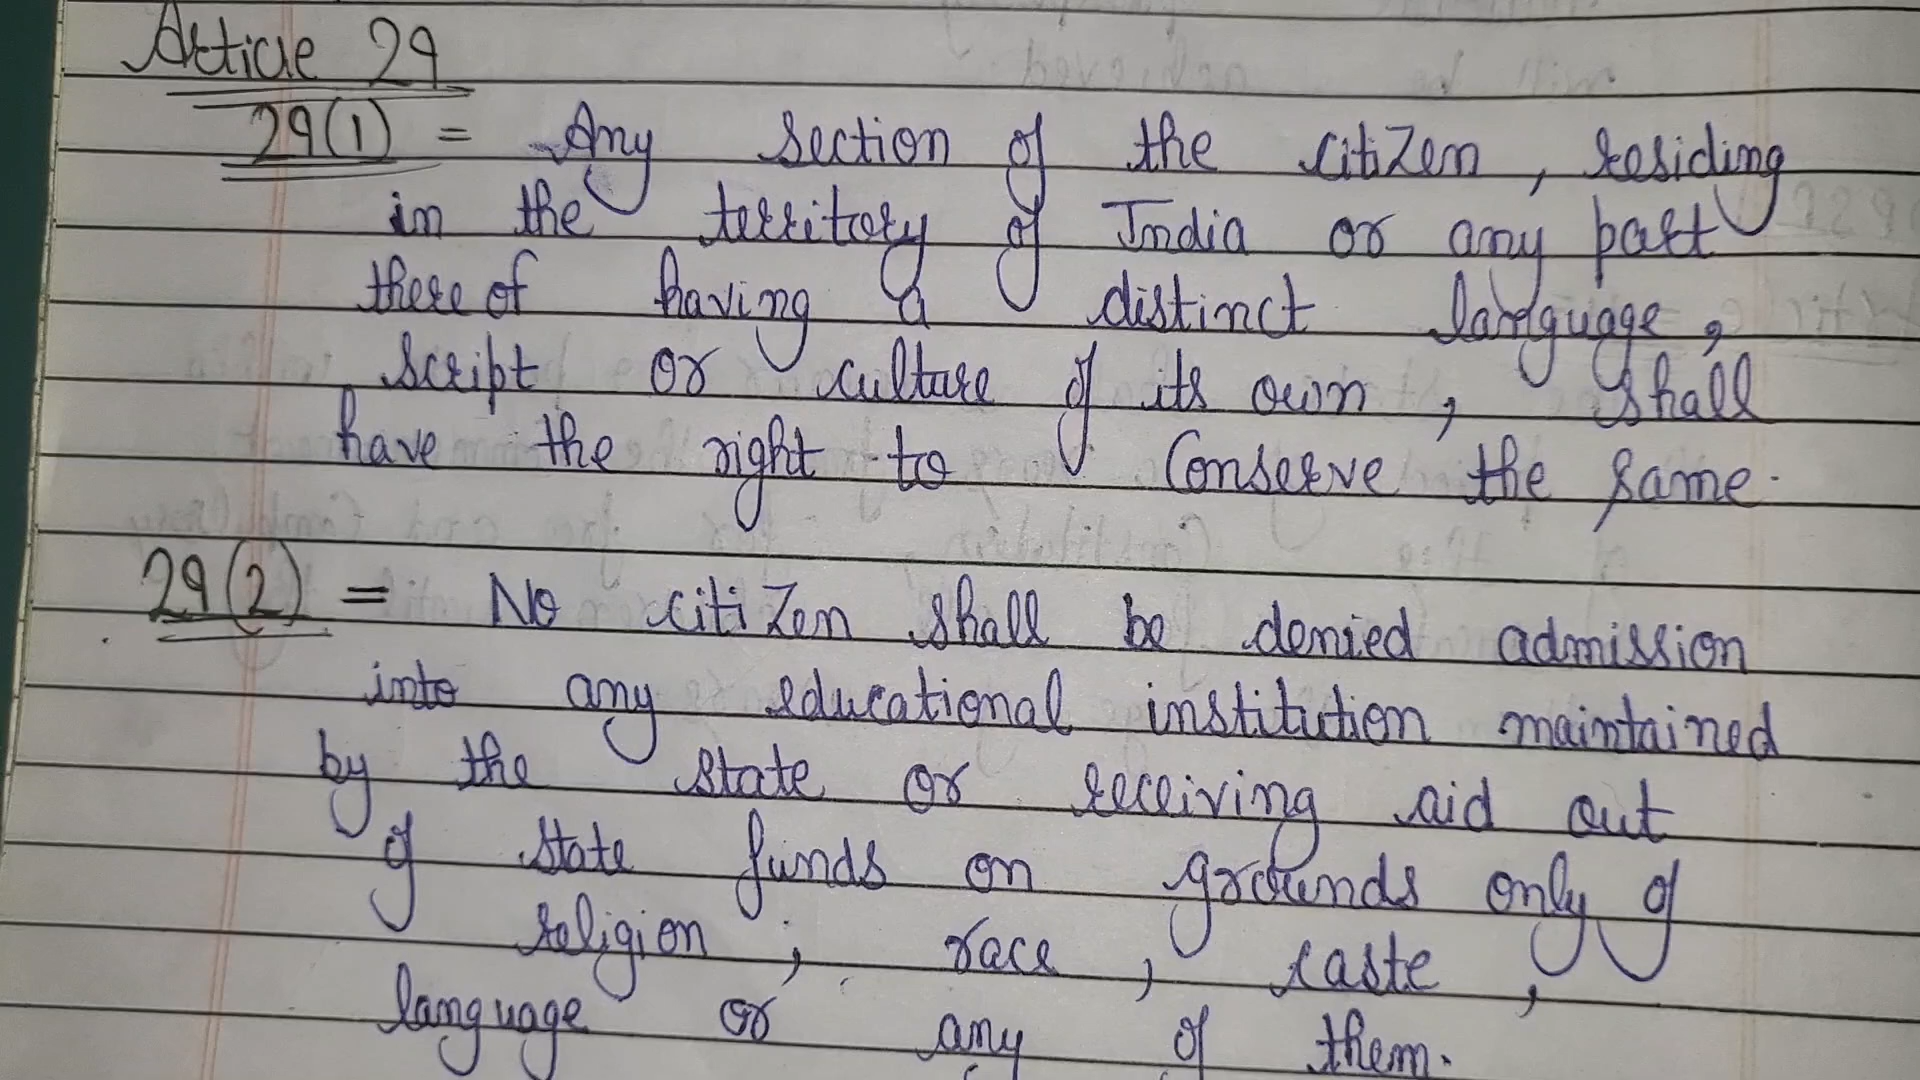 Article 29
29(1) = Any section of the citizen, residing
in the territory of India or any part
there of having a distinct language,
script or culture of its own, shall
have the right to conserve the same.
29(2) = No citizen shall be denied admission
into any educational institution maintained
by the state or receiving aid out
of state funds on grounds only of
religion, race, caste,
language or any of them.